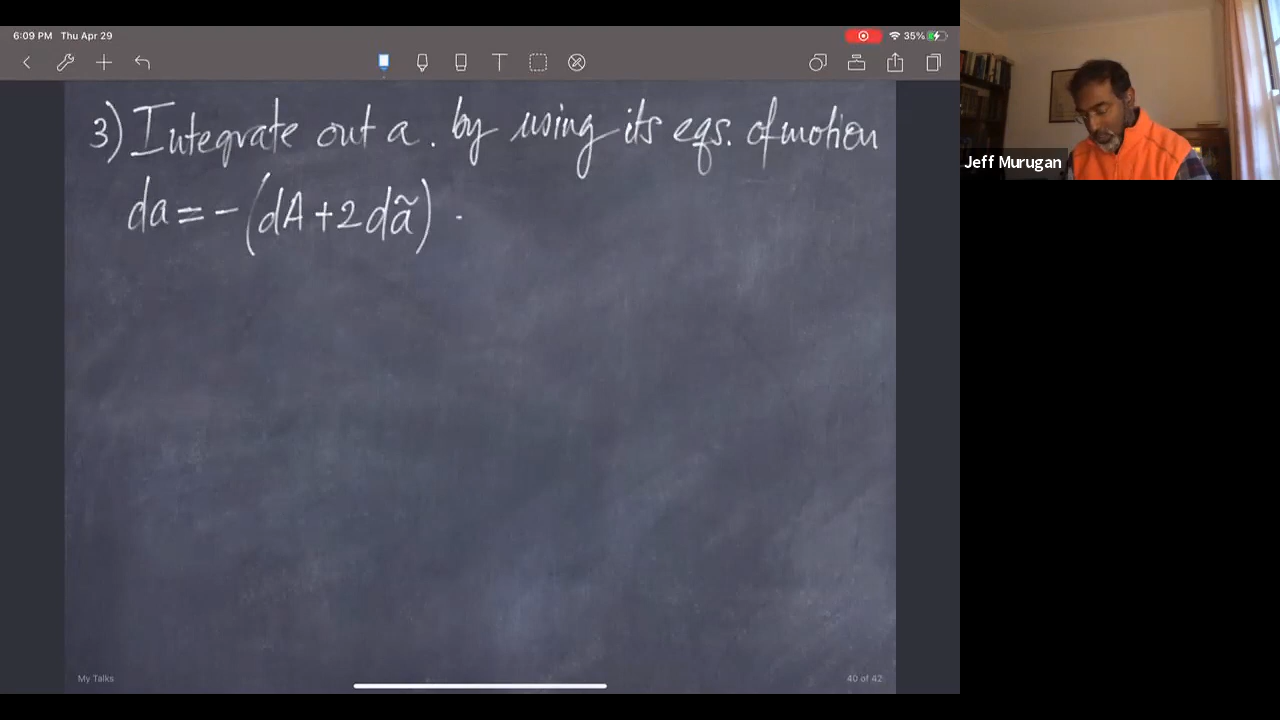 6:09 PM Thu Apr 29
35%
3) Integrate out a . by using its eqs. of motion
da = - (dA + 2dã) .
Jeff Murugan
My Talks
40 of 42